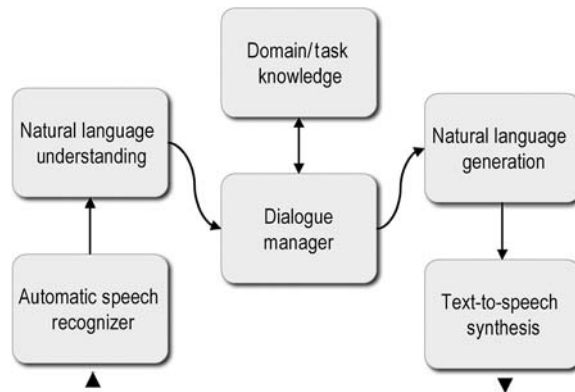 Domain/task
knowledge
Natural language
understanding
Natural language
generation
Dialogue
manager
Automatic speech
recognizer
Text-to-speech
synthesis